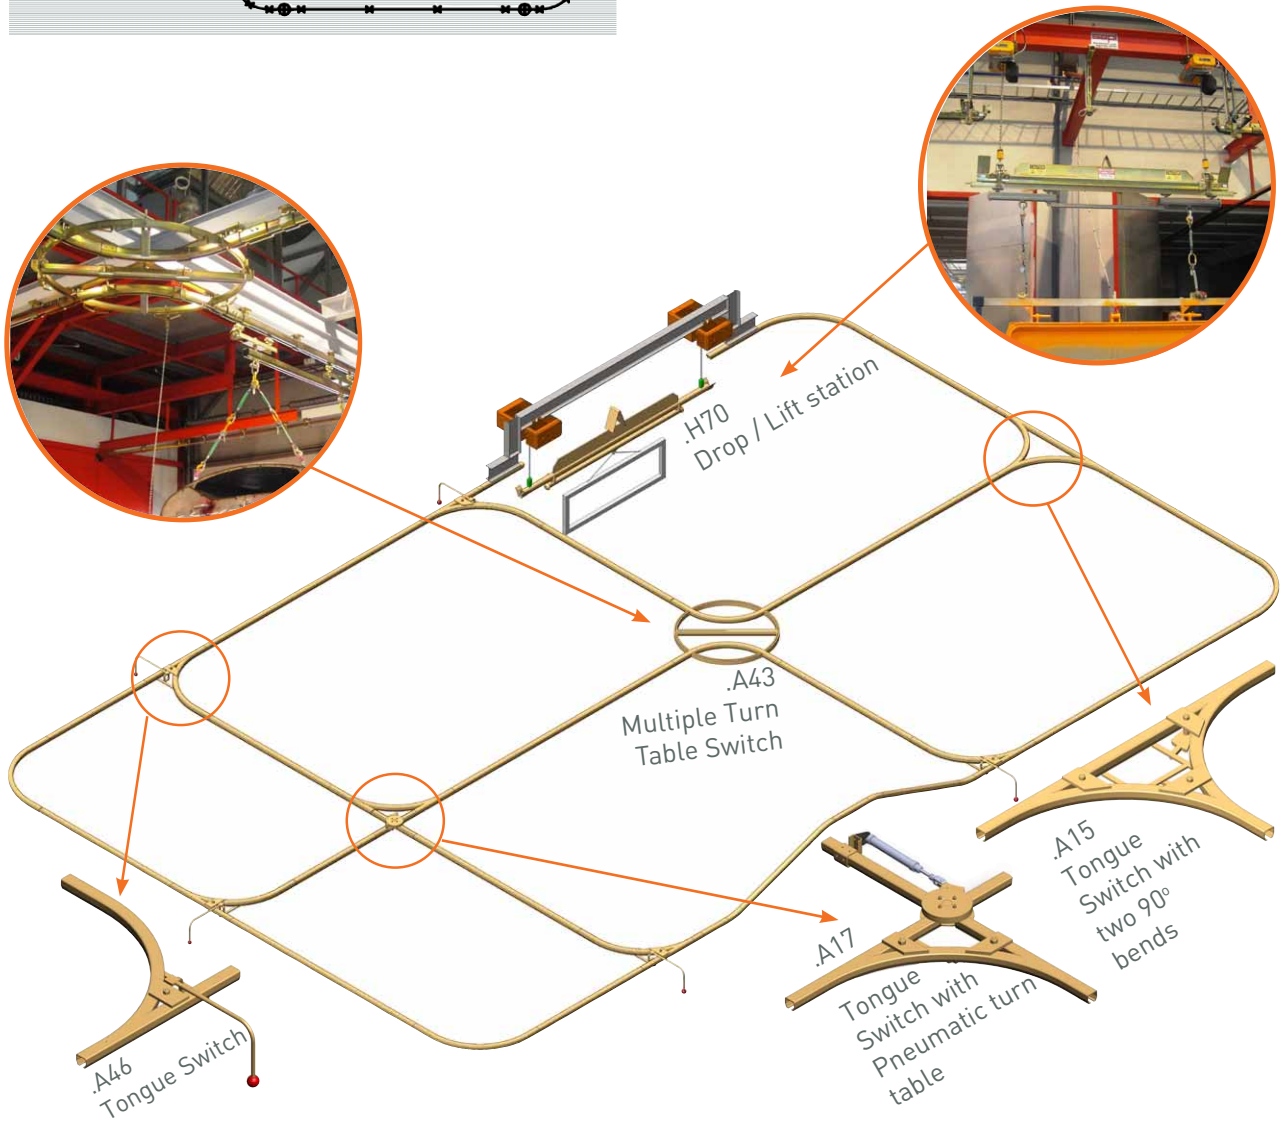 .H70
Drop / Lift station
.A43
Multiple Turn
Table Switch
.A15
Tongue
Switch with
two 90º
bends
.A17
Tongue
Switch with
Pneumatic turn
table
.A46
Tongue Switch